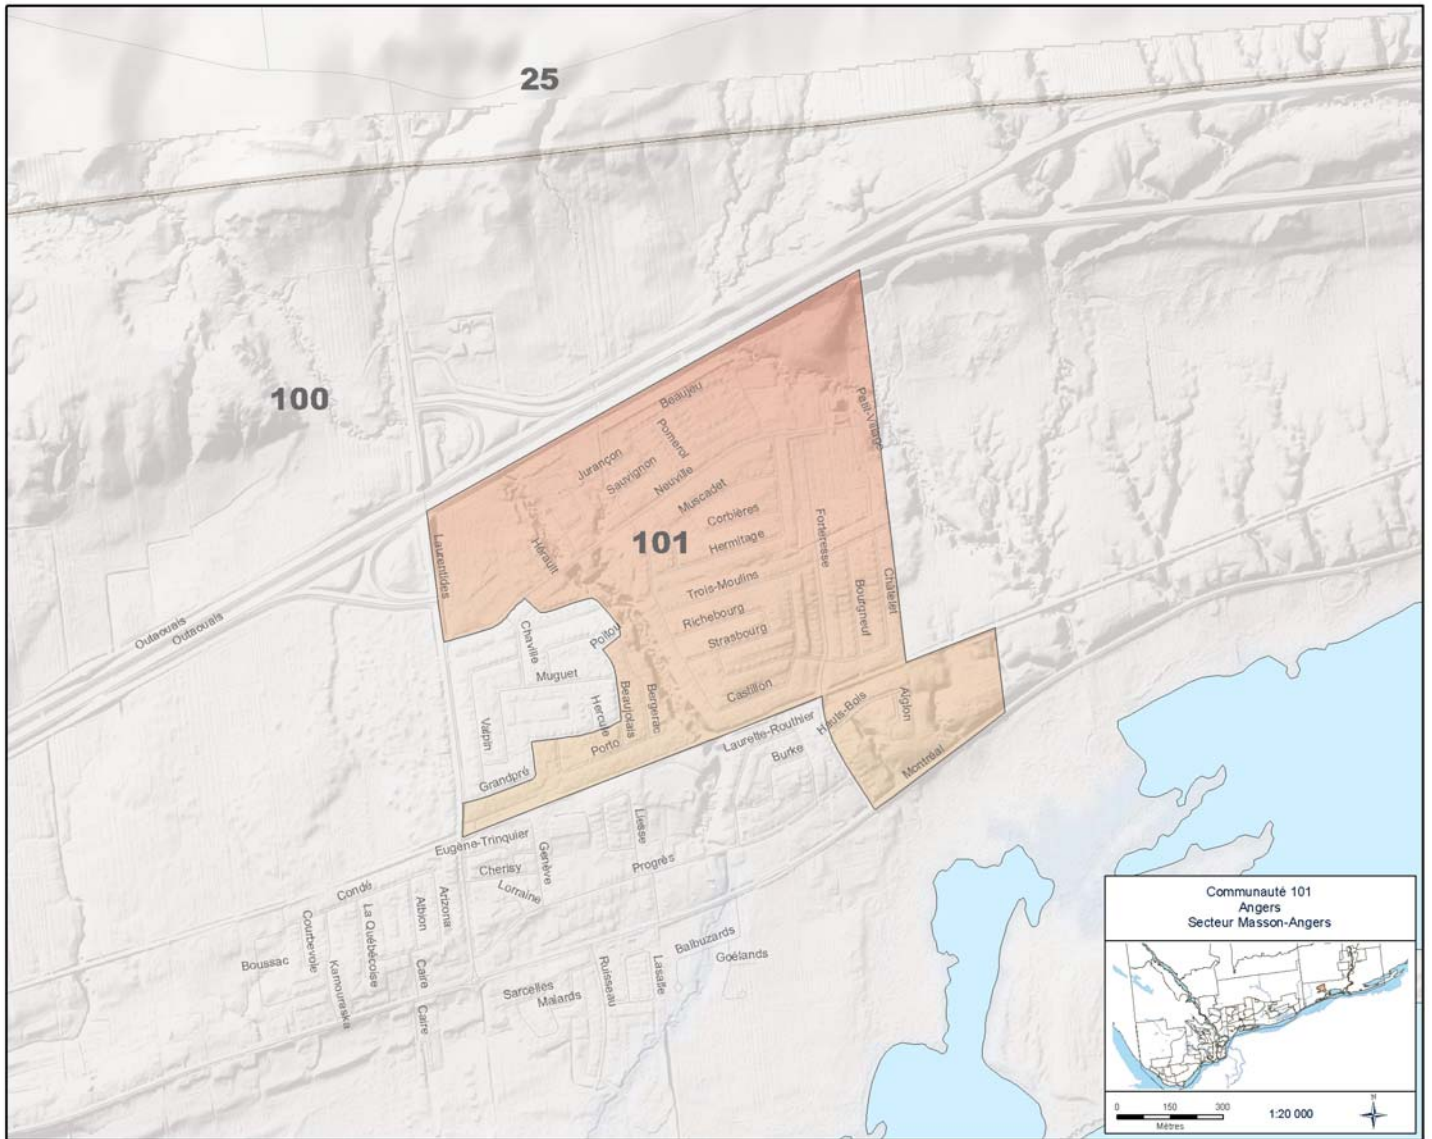 25
100
101
Beaujeu
Petit-Village
Pomerol
Jurançon
Sauvignon
Neuville
Muscadet
Corbières
Hermitage
Forteresse
Hérault
Laurentides
Trois-Moulins
Châtelet
Bourgneuf
Richebourg
Strasbourg
Outaouais
Outaouais
Chaville
Poitou
Muguet
Castillon
Beaujolais
Bergerac
Hercule
Valpin
Porto
Grandpré
Laurette-Routhier
Hauts-Bois
Aiglon
Burke
Montréal
Eugène-Trinquier
Liesse
Genève
Cherisy
Lorraine
Progrès
Condé
Arizona
Albion
La Québécoise
Courbevoie
Kamouraska
Boussac
Caire
Caire
Balbuzards
Goélands
Lasalle
Ruisseau
Sarcelles
Malards
Communauté 101
Angers
Secteur Masson-Angers
0 150 300
Mètres
1:20 000
N